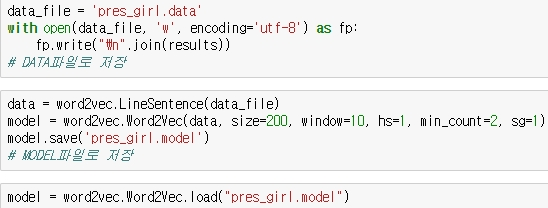 data_file = 'pres_girl.data'
with open(data_file, 'w', encoding='utf-8') as fp:
    fp.write("₩n".join(results))
# DATA파일로 저장
data = word2vec.LineSentence(data_file)
model = word2vec.Word2Vec(data, size=200, window=10, hs=1, min_count=2, sg=1)
model.save('pres_girl.model')
# MODEL파일로 저장
model = word2vec.Word2Vec.load("pres_girl.model")